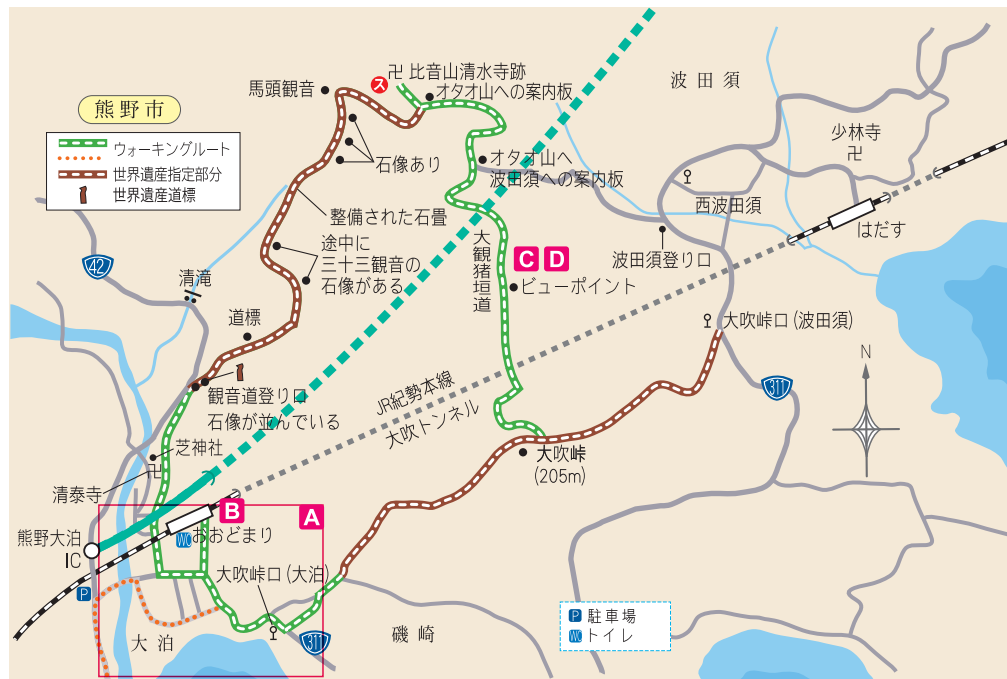 熊野市
ウォーキングルート
世界遺産指定部分
世界遺産道標
馬頭観音
ス
卍 比音山清水寺跡
オタオ山への案内板
石像あり
オタオ山へ
波田須への案内板
波田須
少林寺
卍
西波田須
はだす
波田須登り口
整備された石畳
途中に
三十三観音の
石像がある
大観猪垣道
C D
ビューポイント
42
清滝
道標
大吹峠口(波田須)
311
N
観音道登り口
石像が並んでいる
JR紀勢本線
大吹トンネル
大吹峠
(205m)
芝神社
卍
清泰寺
B
A
熊野大泊
IC
WC
おおどまり
P
大吹峠口(大泊)
大泊
311
磯崎
P 駐車場
WC トイレ